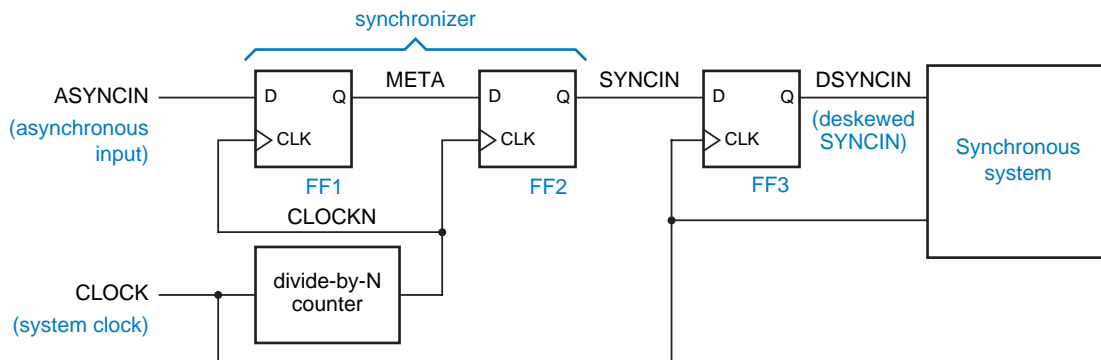 synchronizer
ASYNCIN
(asynchronous
input)
D Q
CLK
FF1
META
D Q
CLK
FF2
SYNCIN
D Q
CLK
FF3
DSYNCIN
(deskewed
SYNCIN)
Synchronous
system
CLOCKN
CLOCK
(system clock)
divide-by-N
counter